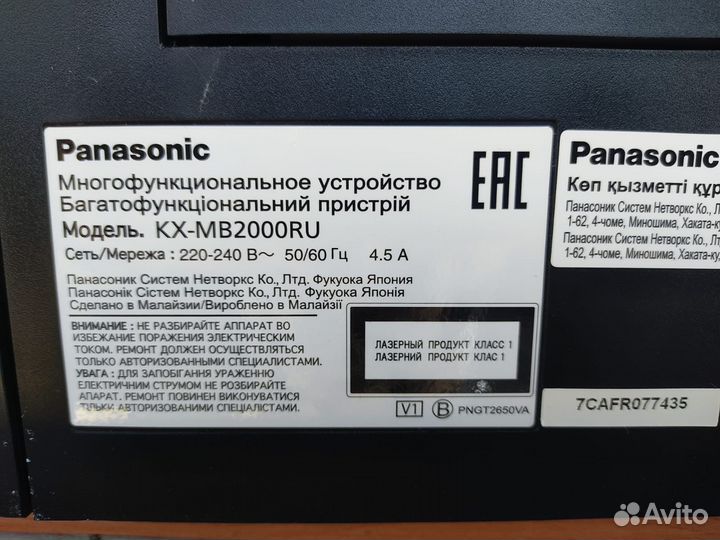 Panasonic
Многофункциональное устройство
Багатофункціональний пристрій
Модель. KX-MB2000RU
Сеть/Мережа : 220-240 В~ 50/60 Гц 4.5 А
Панасоник Систем Нетворкс Ко., Лтд. Фукуока Япония
Панасонік Сістем Нетворкс Ко., Лтд. Фукуока Японія
Сделано в Малайзии/Вироблено в Малайзії
ВНИМАНИЕ : НЕ РАЗБИРАЙТЕ АППАРАТ ВО
ИЗБЕЖАНИЕ ПОРАЖЕНИЯ ЭЛЕКТРИЧЕСКИМ
ТОКОМ. РЕМОНТ ДОЛЖЕН ОСУЩЕСТВЛЯТЬСЯ
ТОЛЬКО АВТОРИЗОВАННЫМИ СПЕЦИАЛИСТАМИ.
УВАГА : ДЛЯ ЗАПОБІГАННЯ УРАЖЕННЮ
ЕЛЕКТРИЧНИМ СТРУМОМ НЕ РОЗБИРАЙТЕ
АПАРАТ. РЕМОНТ ПОВИНЕН ВИКОНУВАТИСЯ
ТІЛЬКИ АВТОРИЗОВАНИМИ СПЕЦІАЛІСТАМИ.
EAC
ЛАЗЕРНЫЙ ПРОДУКТ КЛАСС 1
ЛАЗЕРНИЙ ПРОДУКТ КЛАС 1
V1 B PNGT2650VA
Panasonic
Көп қызметті құр
Панасоник Систем Нетворкс Ко., Л
1-62, 4-чоме, Миношима, Хаката-ку
Панасоник Систем Нетворкс Ко., Л
1-62, 4-чоме, Миношима, Хаката-ку
7CAFR077435
Avito